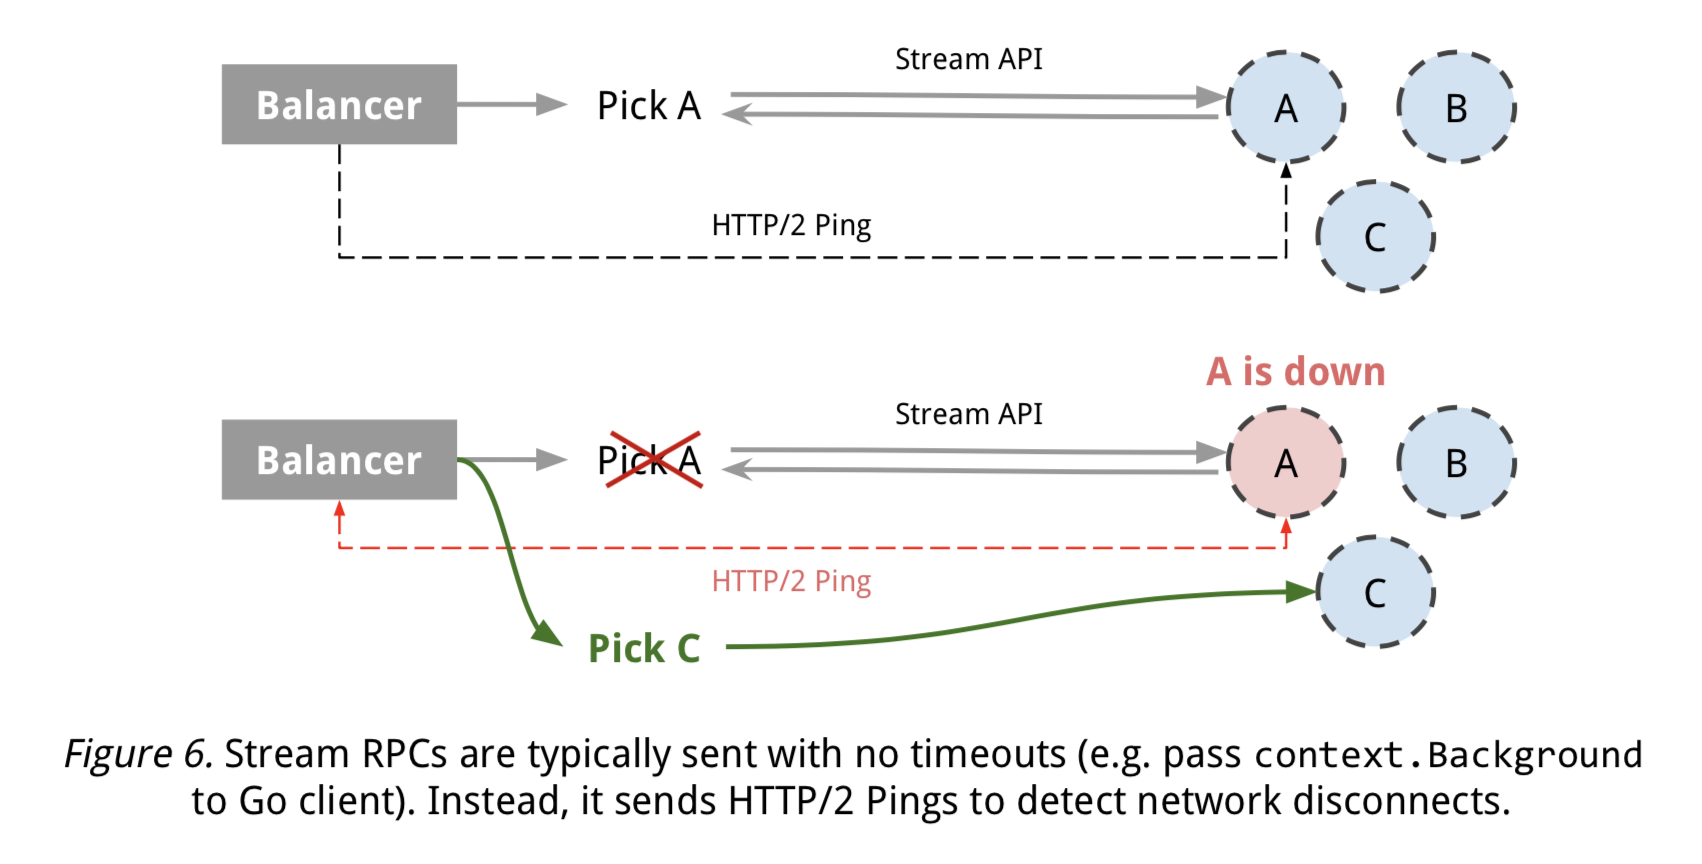 Stream API
Balancer
Pick A
A
B
HTTP/2 Ping
C
A is down
Stream API
Balancer
Pick A
A
B
HTTP/2 Ping
C
Pick C
Figure 6. Stream RPCs are typically sent with no timeouts (e.g. pass context.Background
to Go client). Instead, it sends HTTP/2 Pings to detect network disconnects.